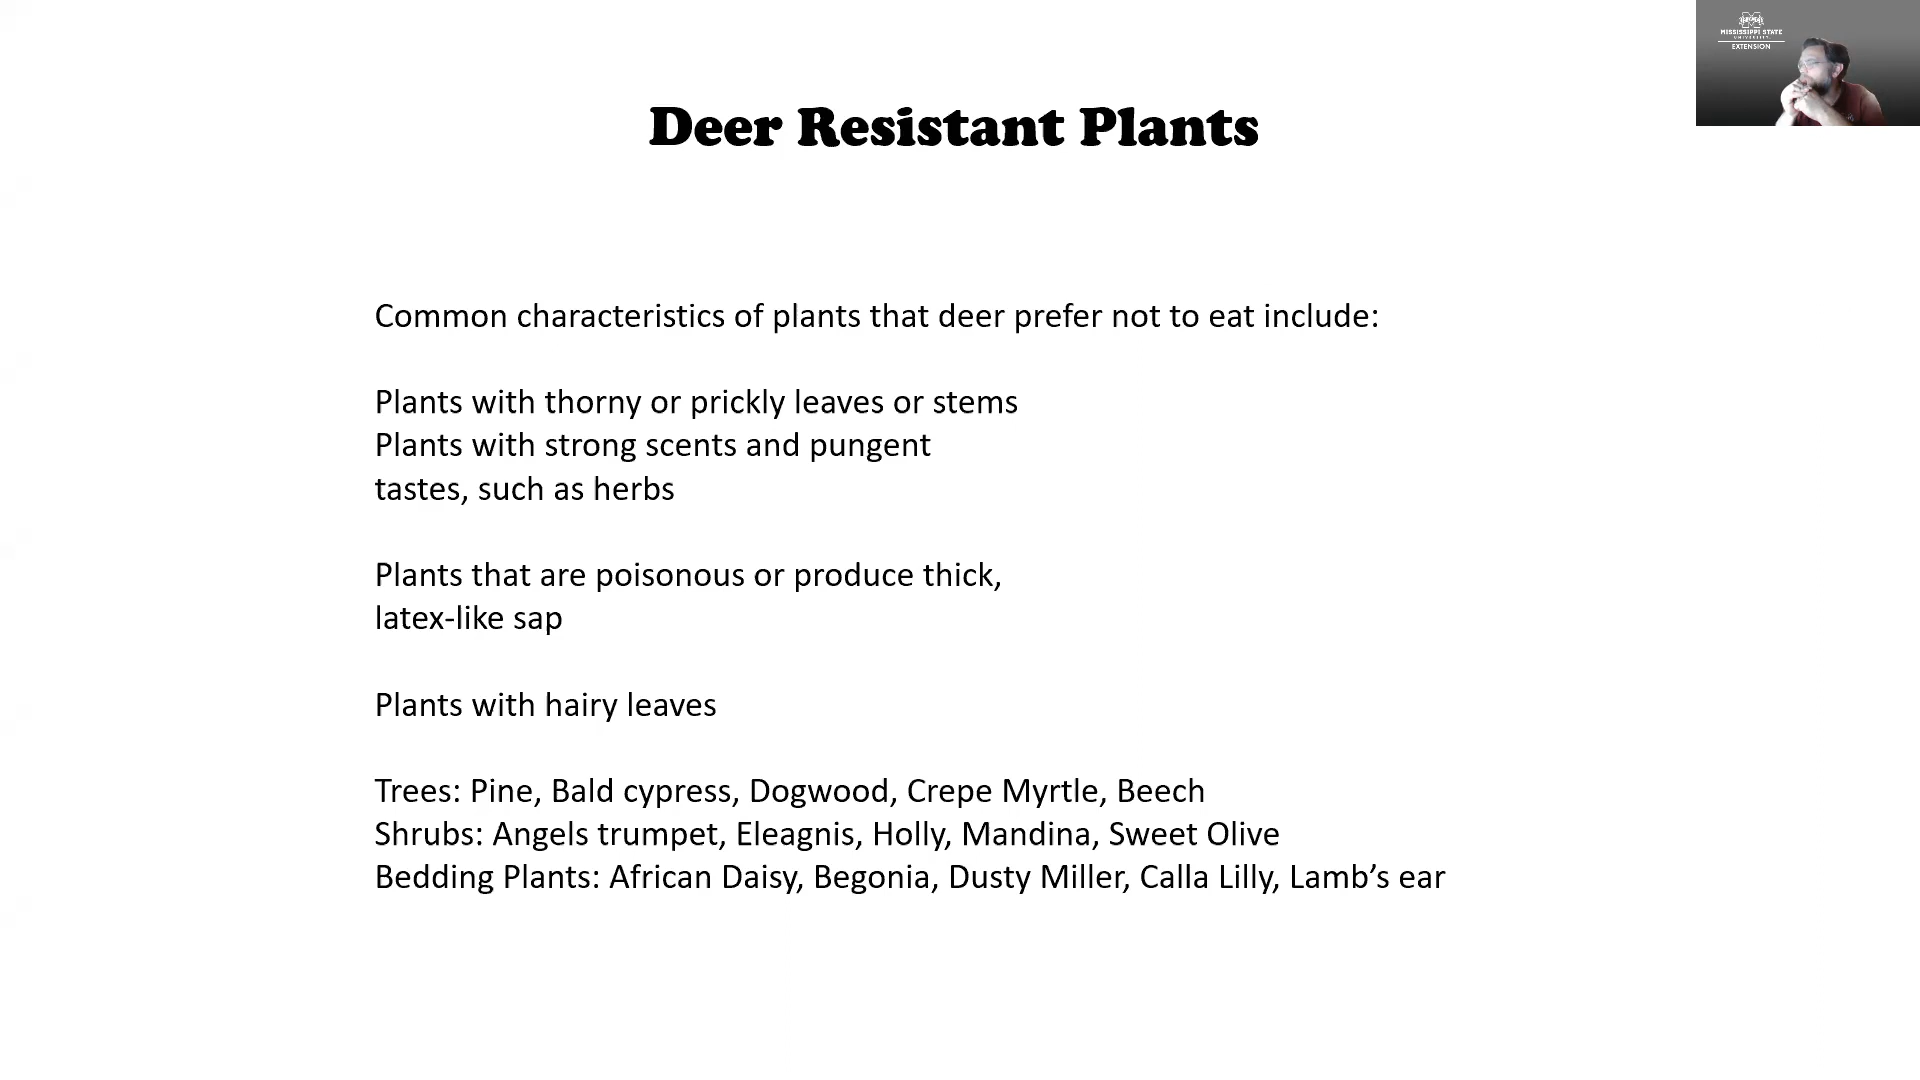 MISSISSIPPI STATE
UNIVERSITY
EXTENSION
Deer Resistant Plants
Common characteristics of plants that deer prefer not to eat include:
Plants with thorny or prickly leaves or stems
Plants with strong scents and pungent
tastes, such as herbs
Plants that are poisonous or produce thick,
latex-like sap
Plants with hairy leaves
Trees: Pine, Bald cypress, Dogwood, Crepe Myrtle, Beech
Shrubs: Angels trumpet, Eleagnis, Holly, Mandina, Sweet Olive
Bedding Plants: African Daisy, Begonia, Dusty Miller, Calla Lilly, Lamb’s ear